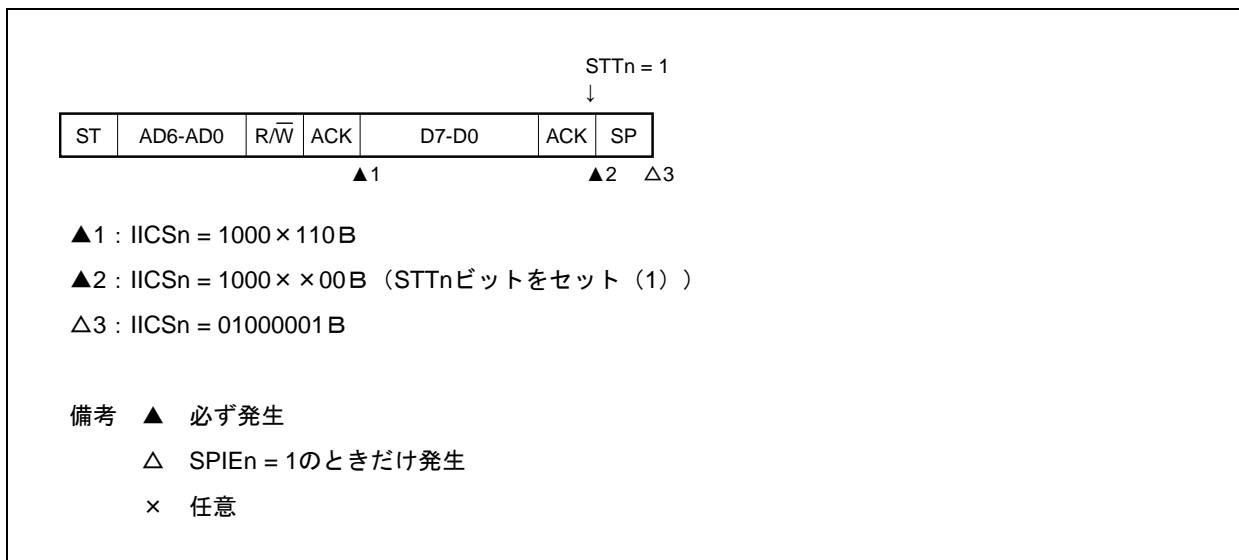 STTn = 1
↓
ST AD6-AD0 R/W̅ ACK D7-D0 ACK SP
▲1 ▲2 △3
▲1：IICSn = 1000×110B
▲2：IICSn = 1000××00B（STTnビットをセット（1））
△3：IICSn = 01000001B
備考 ▲ 必ず発生
△ SPIEn = 1のときだけ発生
× 任意